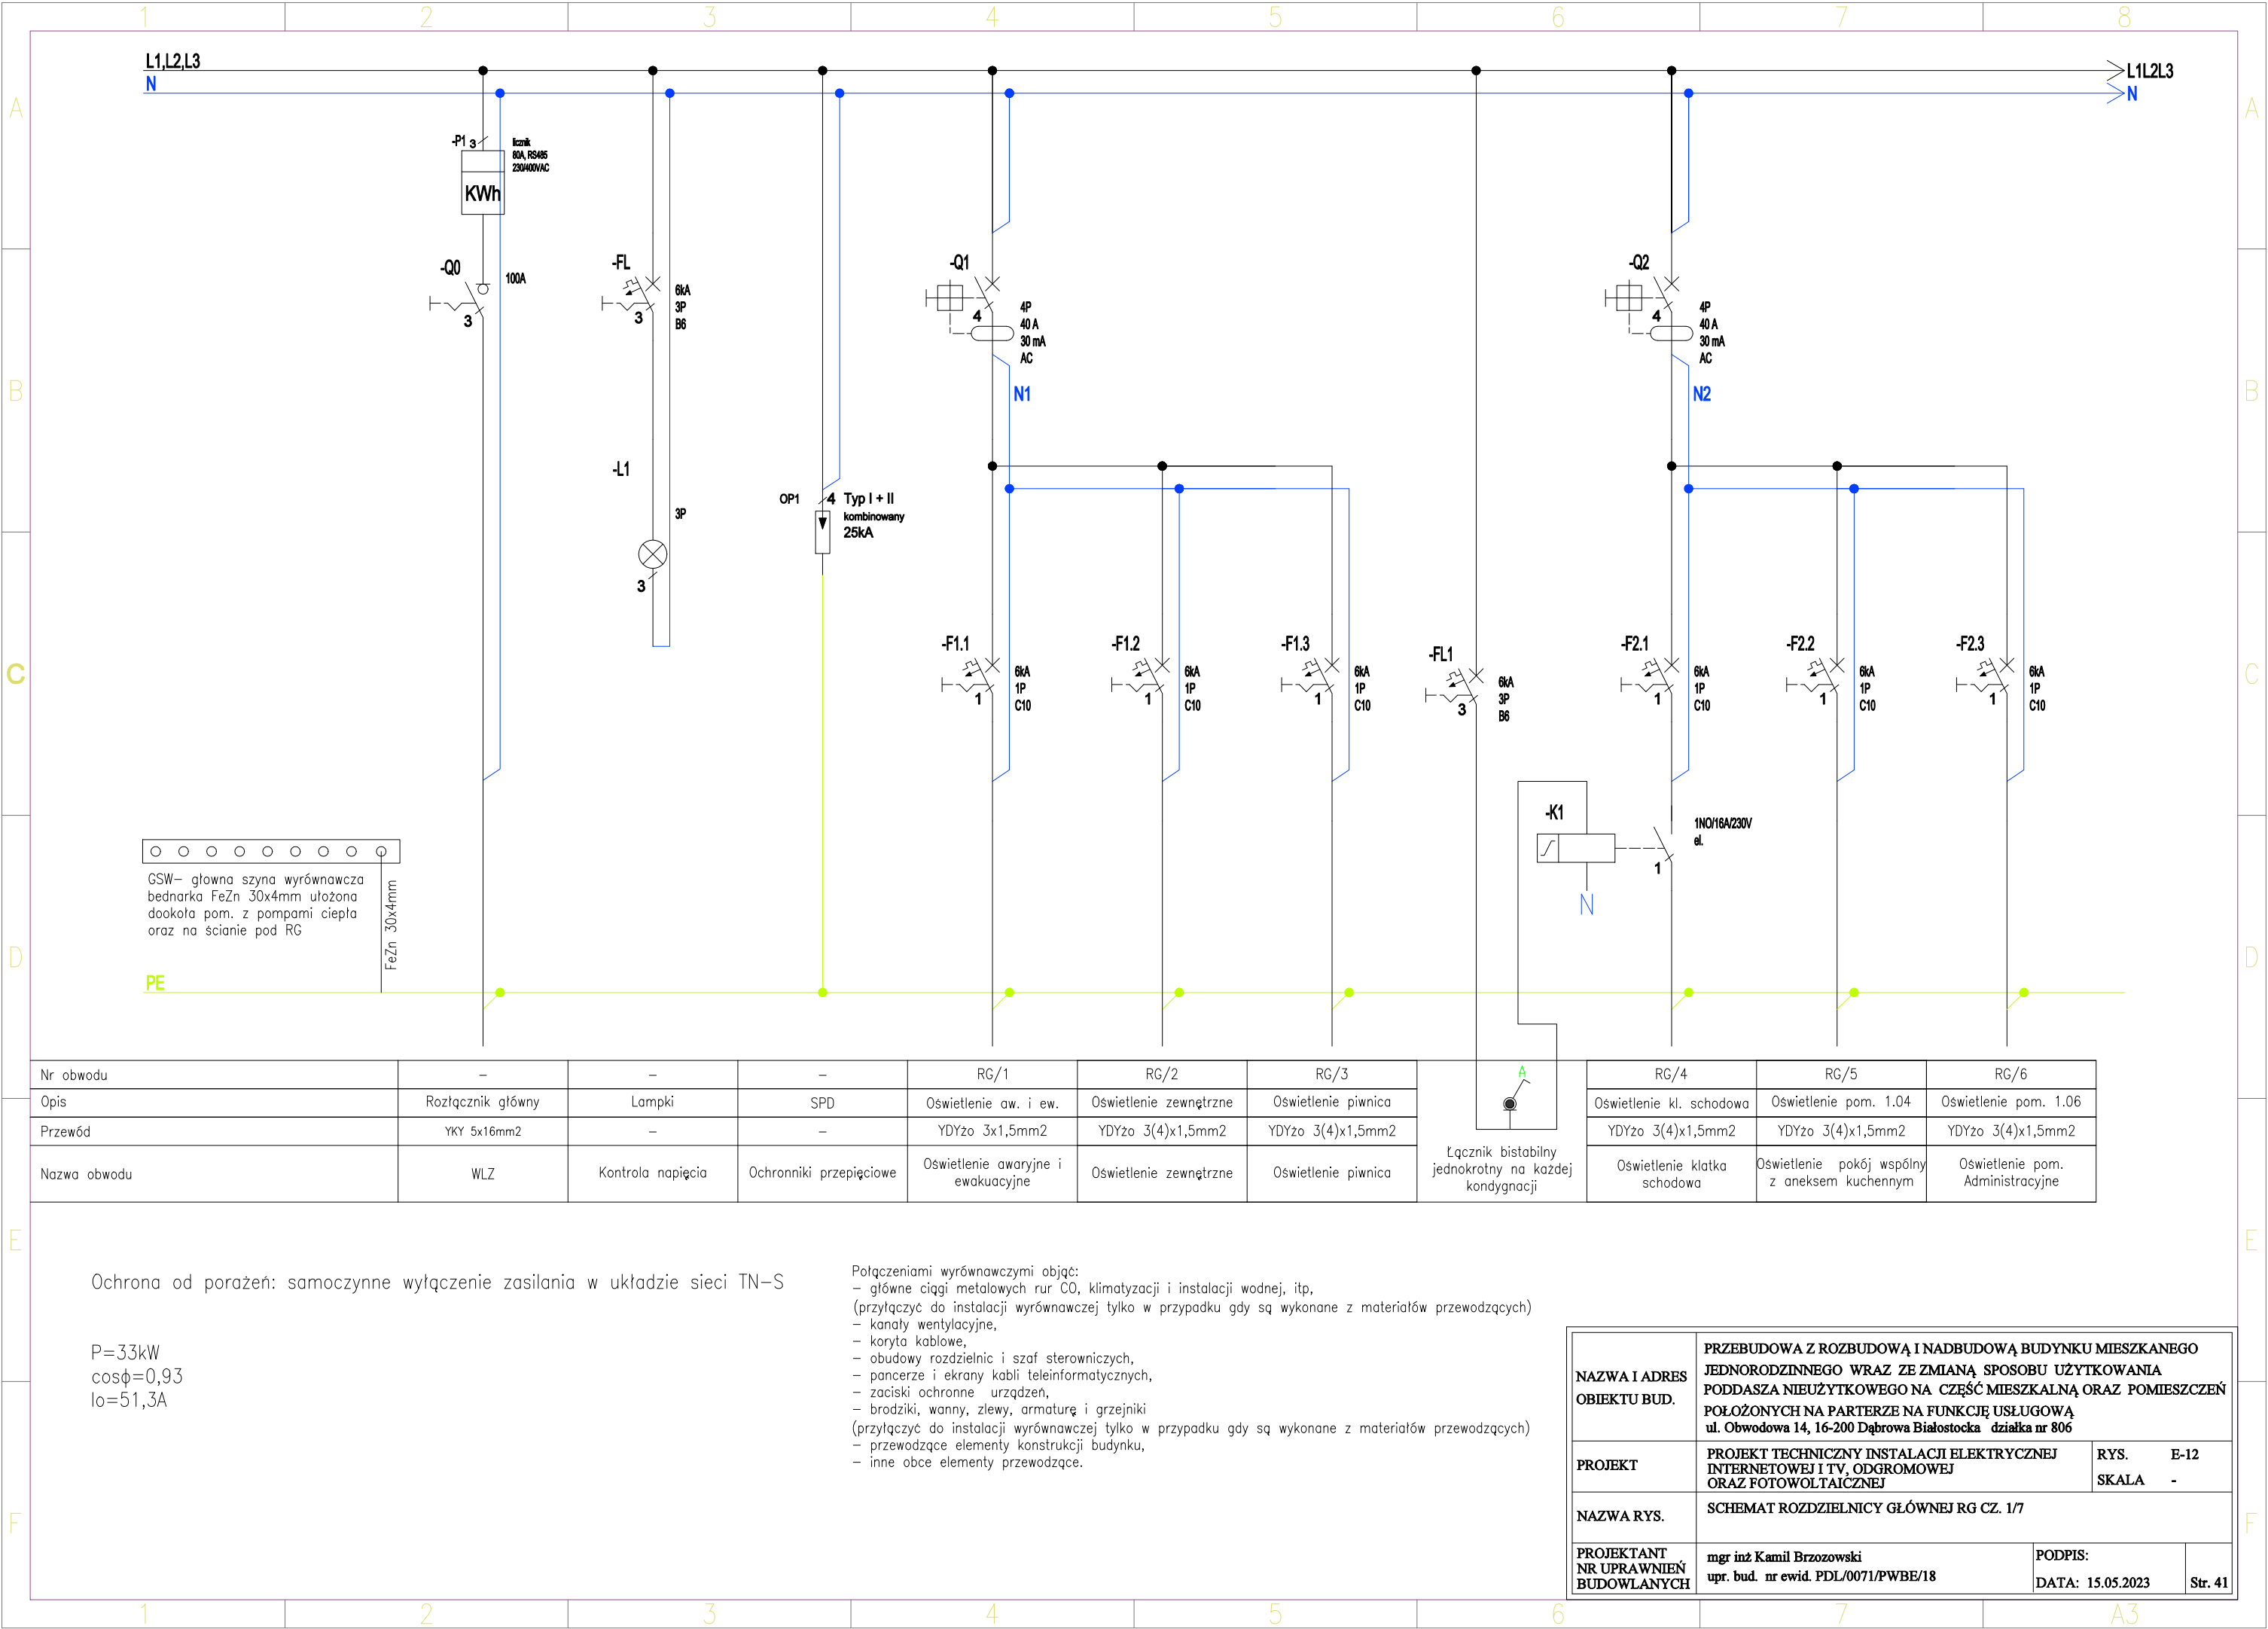 1 2 3 4 5 6 7 8
L1,L2,L3
L1L2L3
N
N
A
A
-P1 3
licznik
80A, RS485
230/400VAC
KWh
-Q0
100A
3
-FL
6kA
3P
B6
3
-Q1
4P
40 A
30 mA
AC
4
N1
-Q2
4P
40 A
30 mA
AC
4
N2
B
B
-L1
3P
3
OP1
4 Typ I + II
kombinowany
25kA
-F1.1
6kA
1P
C10
1
-F1.2
6kA
1P
C10
1
-F1.3
6kA
1P
C10
1
-FL1
6kA
3P
B6
3
-F2.1
6kA
1P
C10
1
-F2.2
6kA
1P
C10
1
-F2.3
6kA
1P
C10
1
C
C
-K1
1NO/16A/230V
el.
1
N
GSW- głowna szyna wyrównawcza
bednarka FeZn 30x4mm ułożona
dookoła pom. z pompami ciepła
oraz na ścianie pod RG
FeZn 30x4mm
D
D
PE
Nr obwodu - - - RG/1 RG/2 RG/3 RG/4 RG/5 RG/6
A
Opis Rozłącznik główny Lampki SPD Oświetlenie aw. i ew. Oświetlenie zewnętrzne Oświetlenie piwnica Oświetlenie kl. schodowa Oświetlenie pom. 1.04 Oświetlenie pom. 1.06
Przewód YKY 5x16mm2 - - YDYżo 3x1,5mm2 YDYżo 3(4)x1,5mm2 YDYżo 3(4)x1,5mm2 YDYżo 3(4)x1,5mm2 YDYżo 3(4)x1,5mm2 YDYżo 3(4)x1,5mm2
Nazwa obwodu WLZ Kontrola napięcia Ochronniki przepięciowe
Oświetlenie awaryjne i
ewakuacyjne
Oświetlenie zewnętrzne
Oświetlenie piwnica
Łącznik bistabilny
jednokrotny na każdej
kondygnacji
Oświetlenie klatka
schodowa
Oświetlenie pokój wspólny
z aneksem kuchennym
Oświetlenie pom.
Administracyjne
E
E
Ochrona od porażeń: samoczynne wyłączenie zasilania w układzie sieci TN-S
P=33kW
cosφ=0,93
Io=51,3A
Połączeniami wyrównawczymi objąć:
- główne ciągi metalowych rur CO, klimatyzacji i instalacji wodnej, itp,
(przyłączyć do instalacji wyrównawczej tylko w przypadku gdy są wykonane z materiałów przewodzących)
- kanały wentylacyjne,
- koryta kablowe,
- obudowy rozdzielnic i szaf sterowniczych,
- pancerze i ekrany kabli teleinformatycznych,
- zaciski ochronne urządzeń,
- brodziki, wanny, zlewy, armaturę i grzejniki
(przyłączyć do instalacji wyrównawczej tylko w przypadku gdy są wykonane z materiałów przewodzących)
- przewodzące elementy konstrukcji budynku,
- inne obce elementy przewodzące.
NAZWA I ADRES
OBIEKTU BUD.
PRZEBUDOWA Z ROZBUDOWĄ I NADBUDOWĄ BUDYNKU MIESZKANEGO
JEDNORODZINNEGO WRAZ ZE ZMIANĄ SPOSOBU UŻYTKOWANIA
PODDASZA NIEUŻYTKOWEGO NA CZĘŚĆ MIESZKALNĄ ORAZ POMIESZCZEŃ
POŁOŻONYCH NA PARTERZE NA FUNKCJĘ USŁUGOWĄ
ul. Obwodowa 14, 16-200 Dąbrowa Białostocka działka nr 806
PROJEKT
PROJEKT TECHNICZNY INSTALACJI ELEKTRYCZNEJ
INTERNETOWEJ I TV, ODGROMOWEJ
ORAZ FOTOWOLTAICZNEJ
RYS. E-12
SKALA -
NAZWA RYS.
SCHEMAT ROZDZIELNICY GŁÓWNEJ RG CZ. 1/7
PROJEKTANT
NR UPRAWNIEŃ
BUDOWLANYCH
mgr inż Kamil Brzozowski
upr. bud. nr ewid. PDL/0071/PWBE/18
PODPIS:
DATA: 15.05.2023
Str. 41
F
F
1 2 3 4 5 6 7 A3